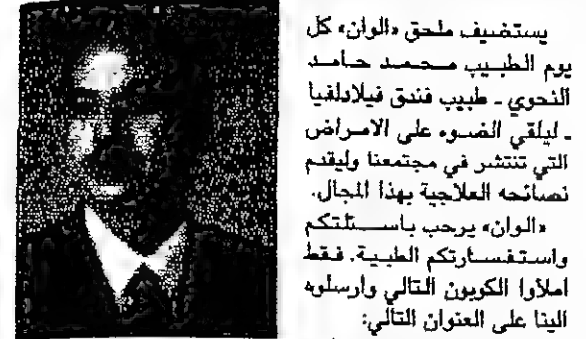 يستضيف ملحق «الوان» كل
يوم الطبيب محمد حامد
النحوي - طبيب فندق فيلادلفيا
- ليلقي الضوء على الامراض
التي تنتشر في مجتمعنا وليقدم
نصائحه العلاجية بهذا المجال.
«الوان» يرحب باسئلتكم
واستفساراتكم الطبية. فقط
املأوا الكوبون التالي وارسلوه
الينا على العنوان التالي: